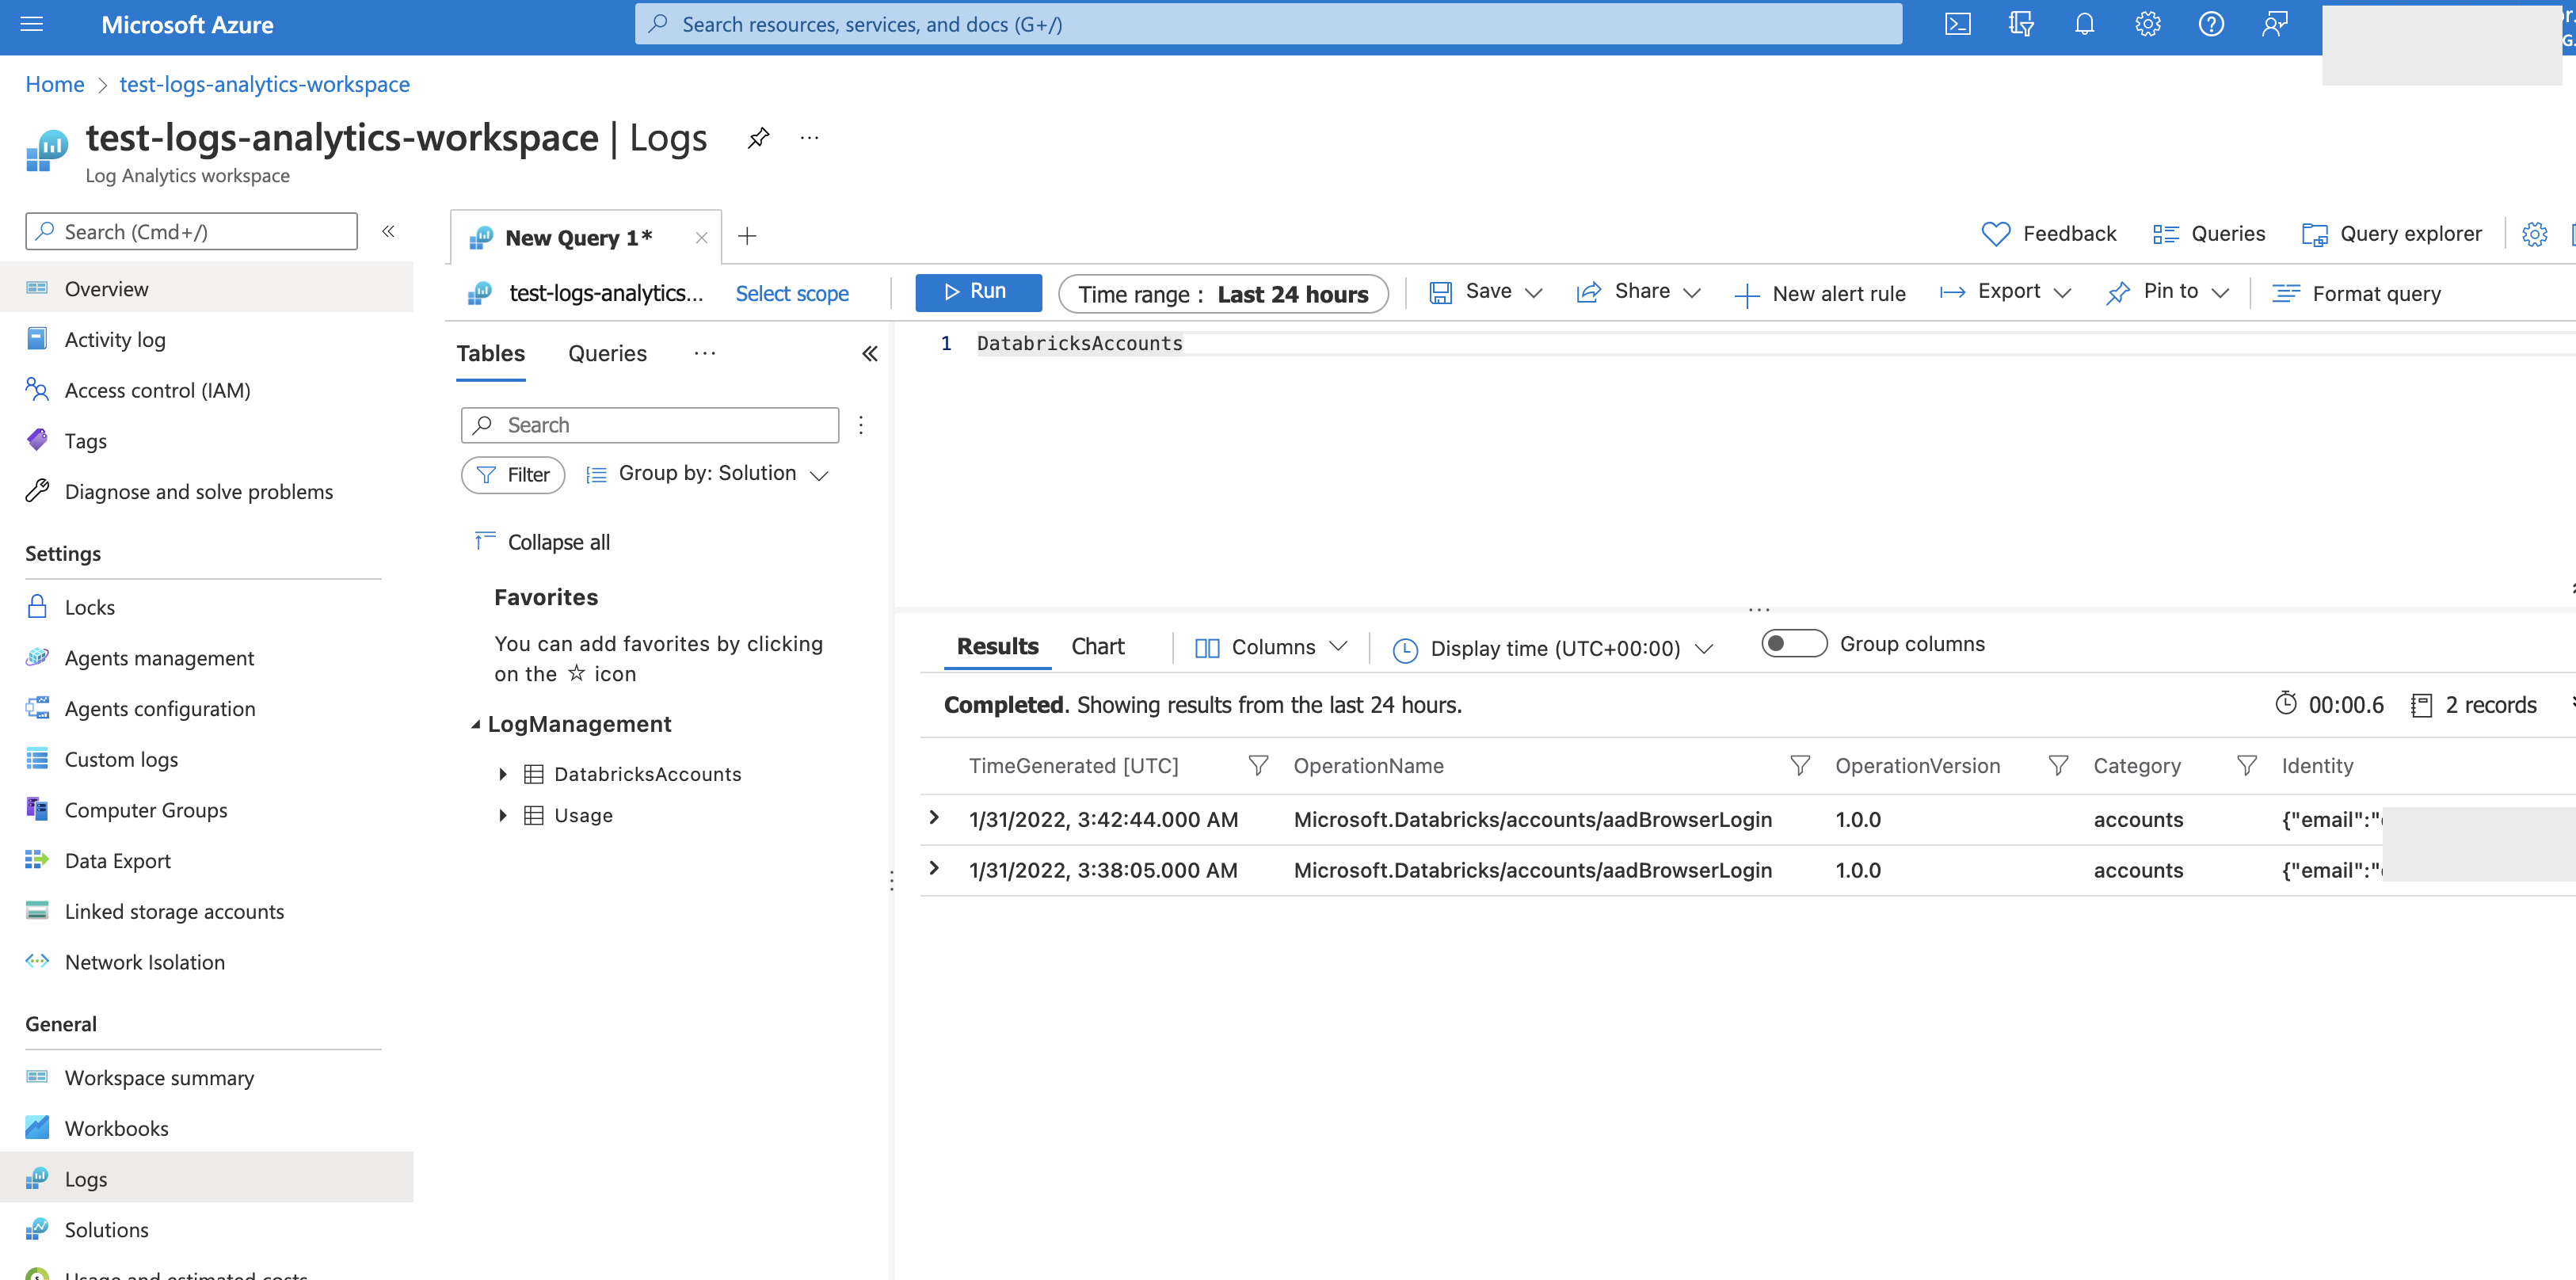 Microsoft Azure
Search resources, services, and docs (G+/)
Home > test-logs-analytics-workspace
test-logs-analytics-workspace | Logs
Log Analytics workspace
Search (Cmd+/)
Overview
Activity log
Access control (IAM)
Tags
Diagnose and solve problems
Settings
Locks
Agents management
Agents configuration
Custom logs
Computer Groups
Data Export
Linked storage accounts
Network Isolation
General
Workspace summary
Workbooks
Logs
Solutions
Usage and estimated costs
New Query 1*
Feedback
Queries
Query explorer
test-logs-analytics...
Select scope
Run
Time range : Last 24 hours
Save
Share
New alert rule
Export
Pin to
Format query
Tables
Queries
Search
Filter
Group by: Solution
Collapse all
Favorites
You can add favorites by clicking
on the ☆ icon
LogManagement
DatabricksAccounts
Usage
1 DatabricksAccounts
Results
Chart
Columns
Display time (UTC+00:00)
Group columns
Completed. Showing results from the last 24 hours.
00:00.6
2 records
TimeGenerated [UTC] OperationName OperationVersion Category Identity
1/31/2022, 3:42:44.000 AM Microsoft.Databricks/accounts/aadBrowserLogin 1.0.0 accounts {"email":"
1/31/2022, 3:38:05.000 AM Microsoft.Databricks/accounts/aadBrowserLogin 1.0.0 accounts {"email":"